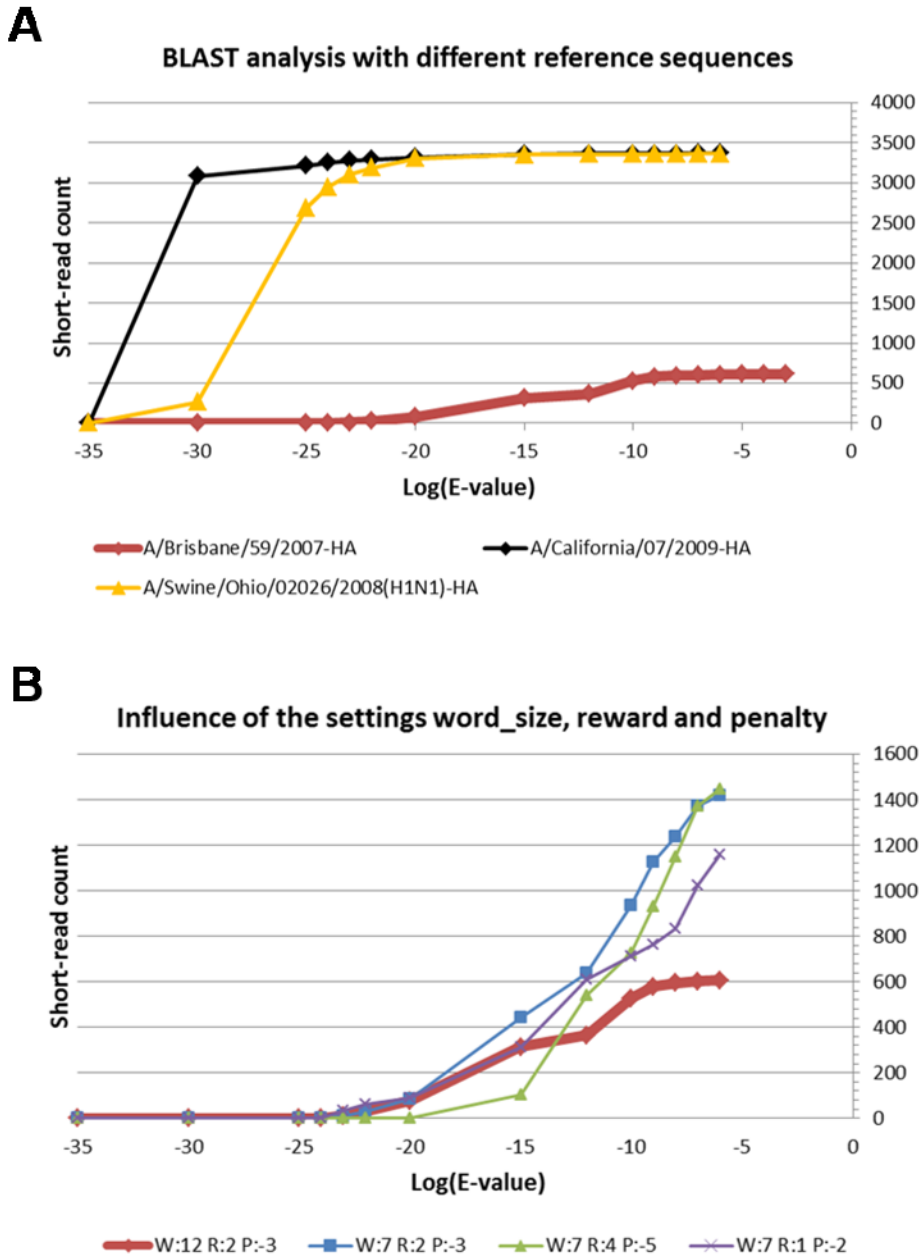 A
BLAST analysis with different reference sequences
4000
3500
3000
2500
2000
1500
1000
500
0
Short-read count
-35 -30 -25 -20 -15 -10 -5 0
Log(E-value)
A/Brisbane/59/2007-HA A/California/07/2009-HA
A/Swine/Ohio/02026/2008(H1N1)-HA
B
Influence of the settings word_size, reward and penalty
1600
1400
1200
1000
800
600
400
200
0
Short-read count
-35 -30 -25 -20 -15 -10 -5 0
Log(E-value)
W:12 R:2 P:-3 W:7 R:2 P:-3 W:7 R:4 P:-5 W:7 R:1 P:-2